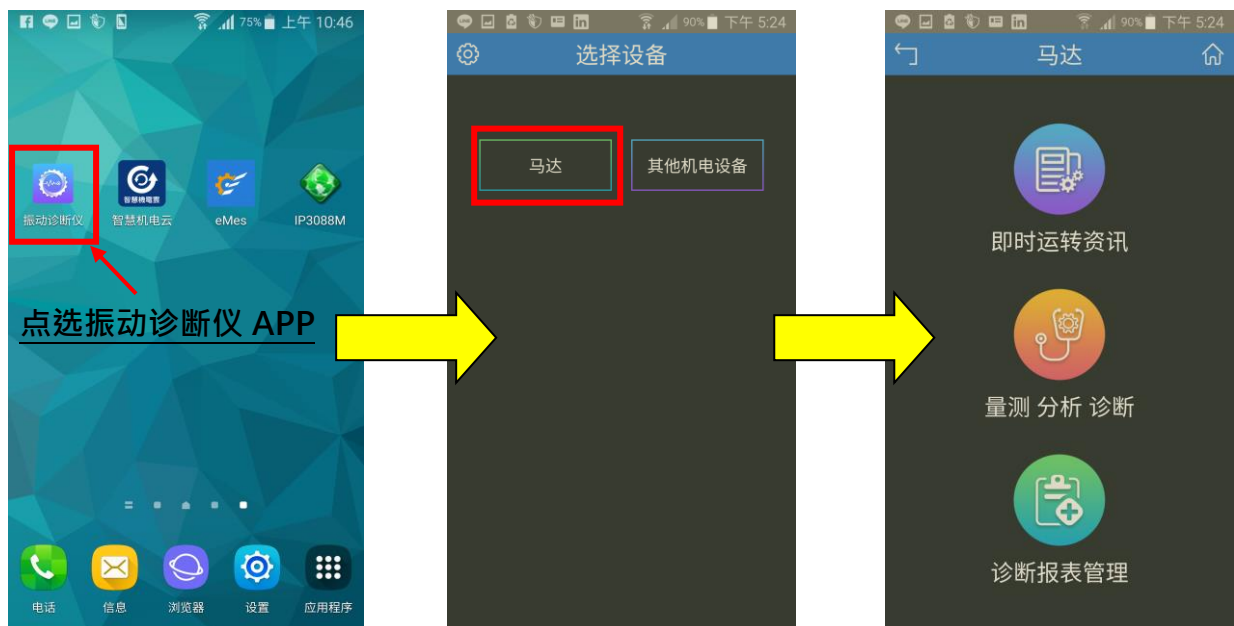 75% 上午 10:46
振动诊断仪
智慧機電雲
智慧机电云
eMes
IP3088M
点选振动诊断仪 APP
电话
信息
浏览器
设置
应用程序
90% 下午 5:24
选择设备
马达
其他机电设备
90% 下午 5:24
马达
即时运转资讯
量测 分析 诊断
诊断报表管理